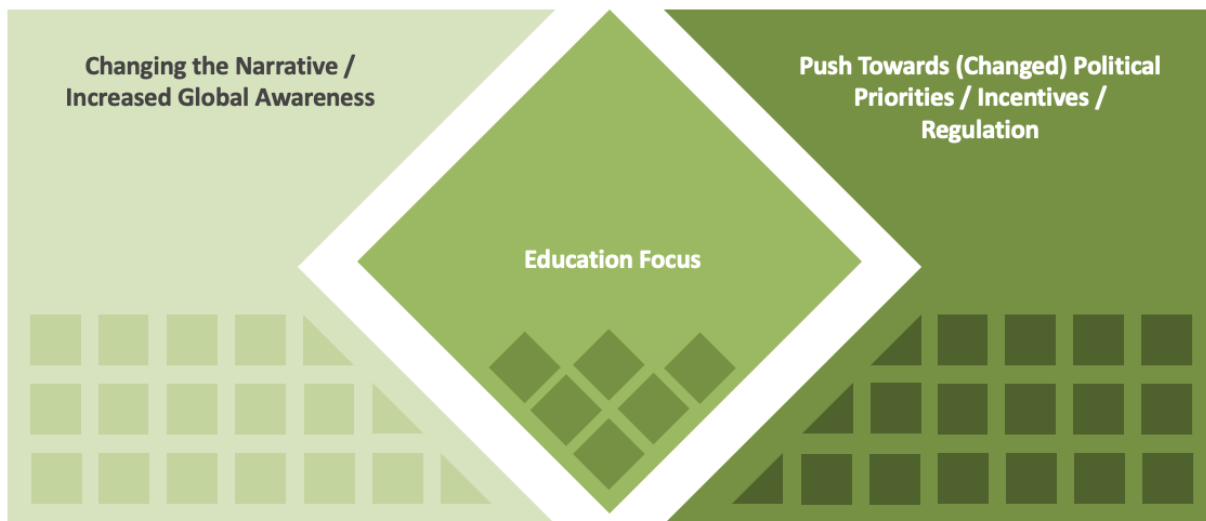 Changing the Narrative /
Increased Global Awareness
Education Focus
Push Towards (Changed) Political
Priorities / Incentives /
Regulation